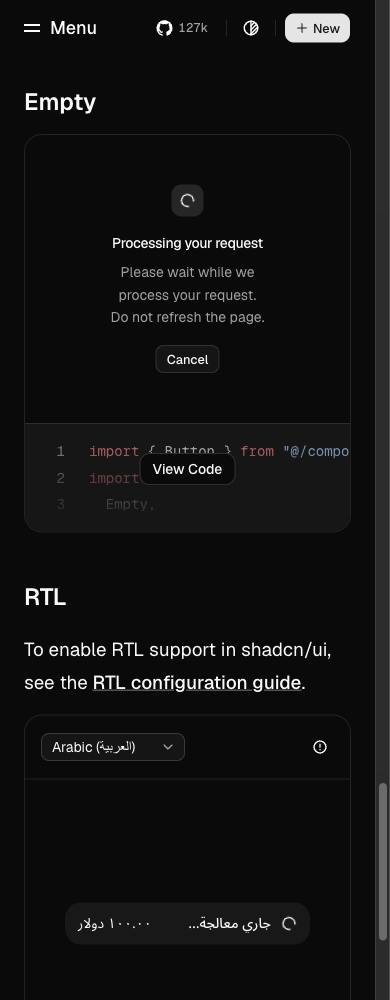 Menu
127k
New
Empty
Processing your request
Please wait while we
process your request.
Do not refresh the page.
Cancel
1 import { Button } from "@/compo
2 import
3 Empty,
View Code
RTL
To enable RTL support in shadcn/ui,
see the RTL configuration guide.
Arabic (العربية)
جاري معالجة...
١٠٠.٠٠ دولار